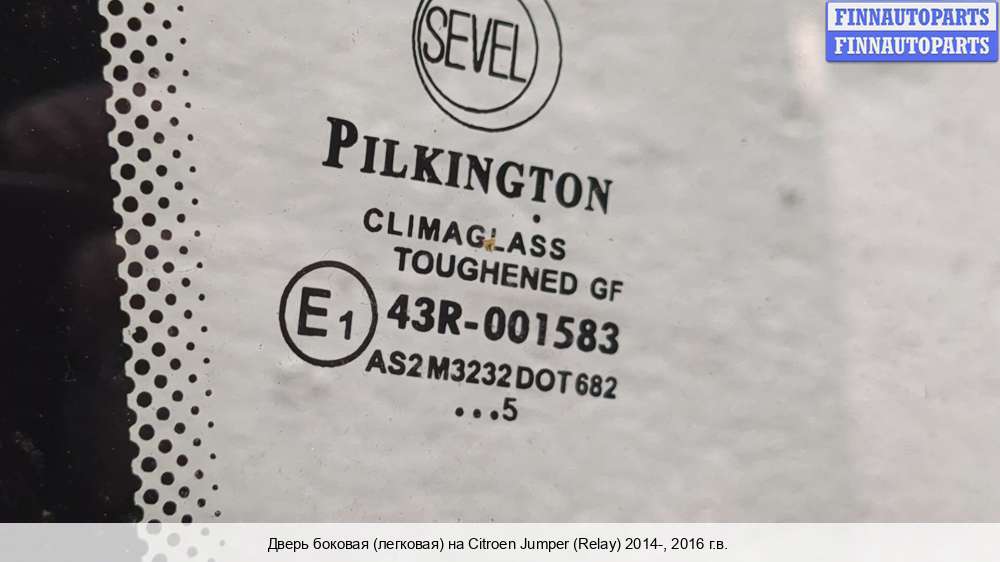 FINNAUTOPARTS
FINNAUTOPARTS
SEVEL
PILKINGTON
CLIMAGLASS
TOUGHENED GF
E1 43R-001583
AS2 M3232 DOT 682
...5
Дверь боковая (легковая) на Citroen Jumper (Relay) 2014-, 2016 г.в.